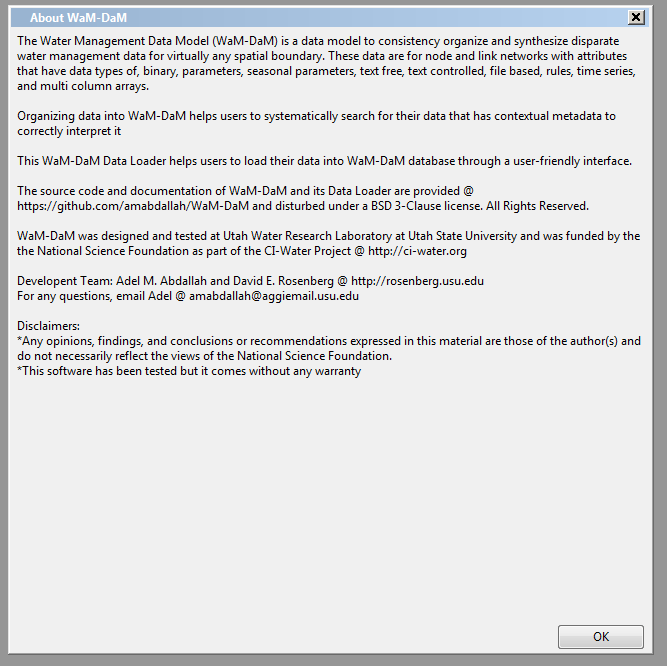 About WaM-DaM
The Water Management Data Model (WaM-DaM) is a data model to consistency organize and synthesize disparate
water management data for virtually any spatial boundary. These data are for node and link networks with attributes
that have data types of, binary, parameters, seasonal parameters, text free, text controlled, file based, rules, time series,
and multi column arrays.
Organizing data into WaM-DaM helps users to systematically search for their data that has contextual metadata to
correctly interpret it
This WaM-DaM Data Loader helps users to load their data into WaM-DaM database through a user-friendly interface.
The source code and documentation of WaM-DaM and its Data Loader are provided @
https://github.com/amabdallah/WaM-DaM and disturbed under a BSD 3-Clause license. All Rights Reserved.
WaM-DaM was designed and tested at Utah Water Research Laboratory at Utah State University and was funded by the
the National Science Foundation as part of the CI-Water Project @ http://ci-water.org
Developent Team: Adel M. Abdallah and David E. Rosenberg @ http://rosenberg.usu.edu
For any questions, email Adel @ amabdallah@aggiemail.usu.edu
Disclaimers:
*Any opinions, findings, and conclusions or recommendations expressed in this material are those of the author(s) and
do not necessarily reflect the views of the National Science Foundation.
*This software has been tested but it comes without any warranty
OK